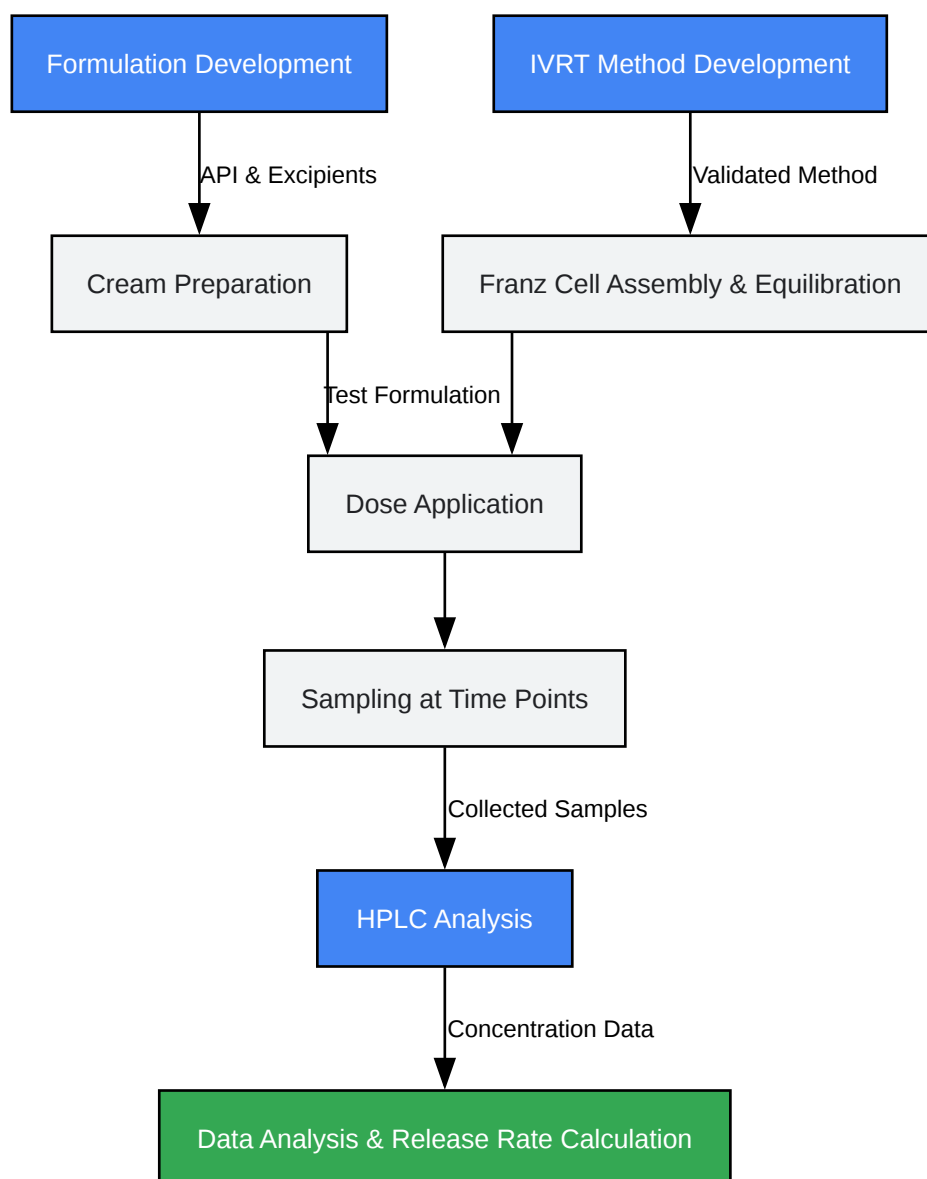 Formulation Development
IVRT Method Development
API & Excipients
Validated Method
Cream Preparation
Franz Cell Assembly & Equilibration
Test Formulation
Dose Application
Sampling at Time Points
Collected Samples
HPLC Analysis
Concentration Data
Data Analysis & Release Rate Calculation